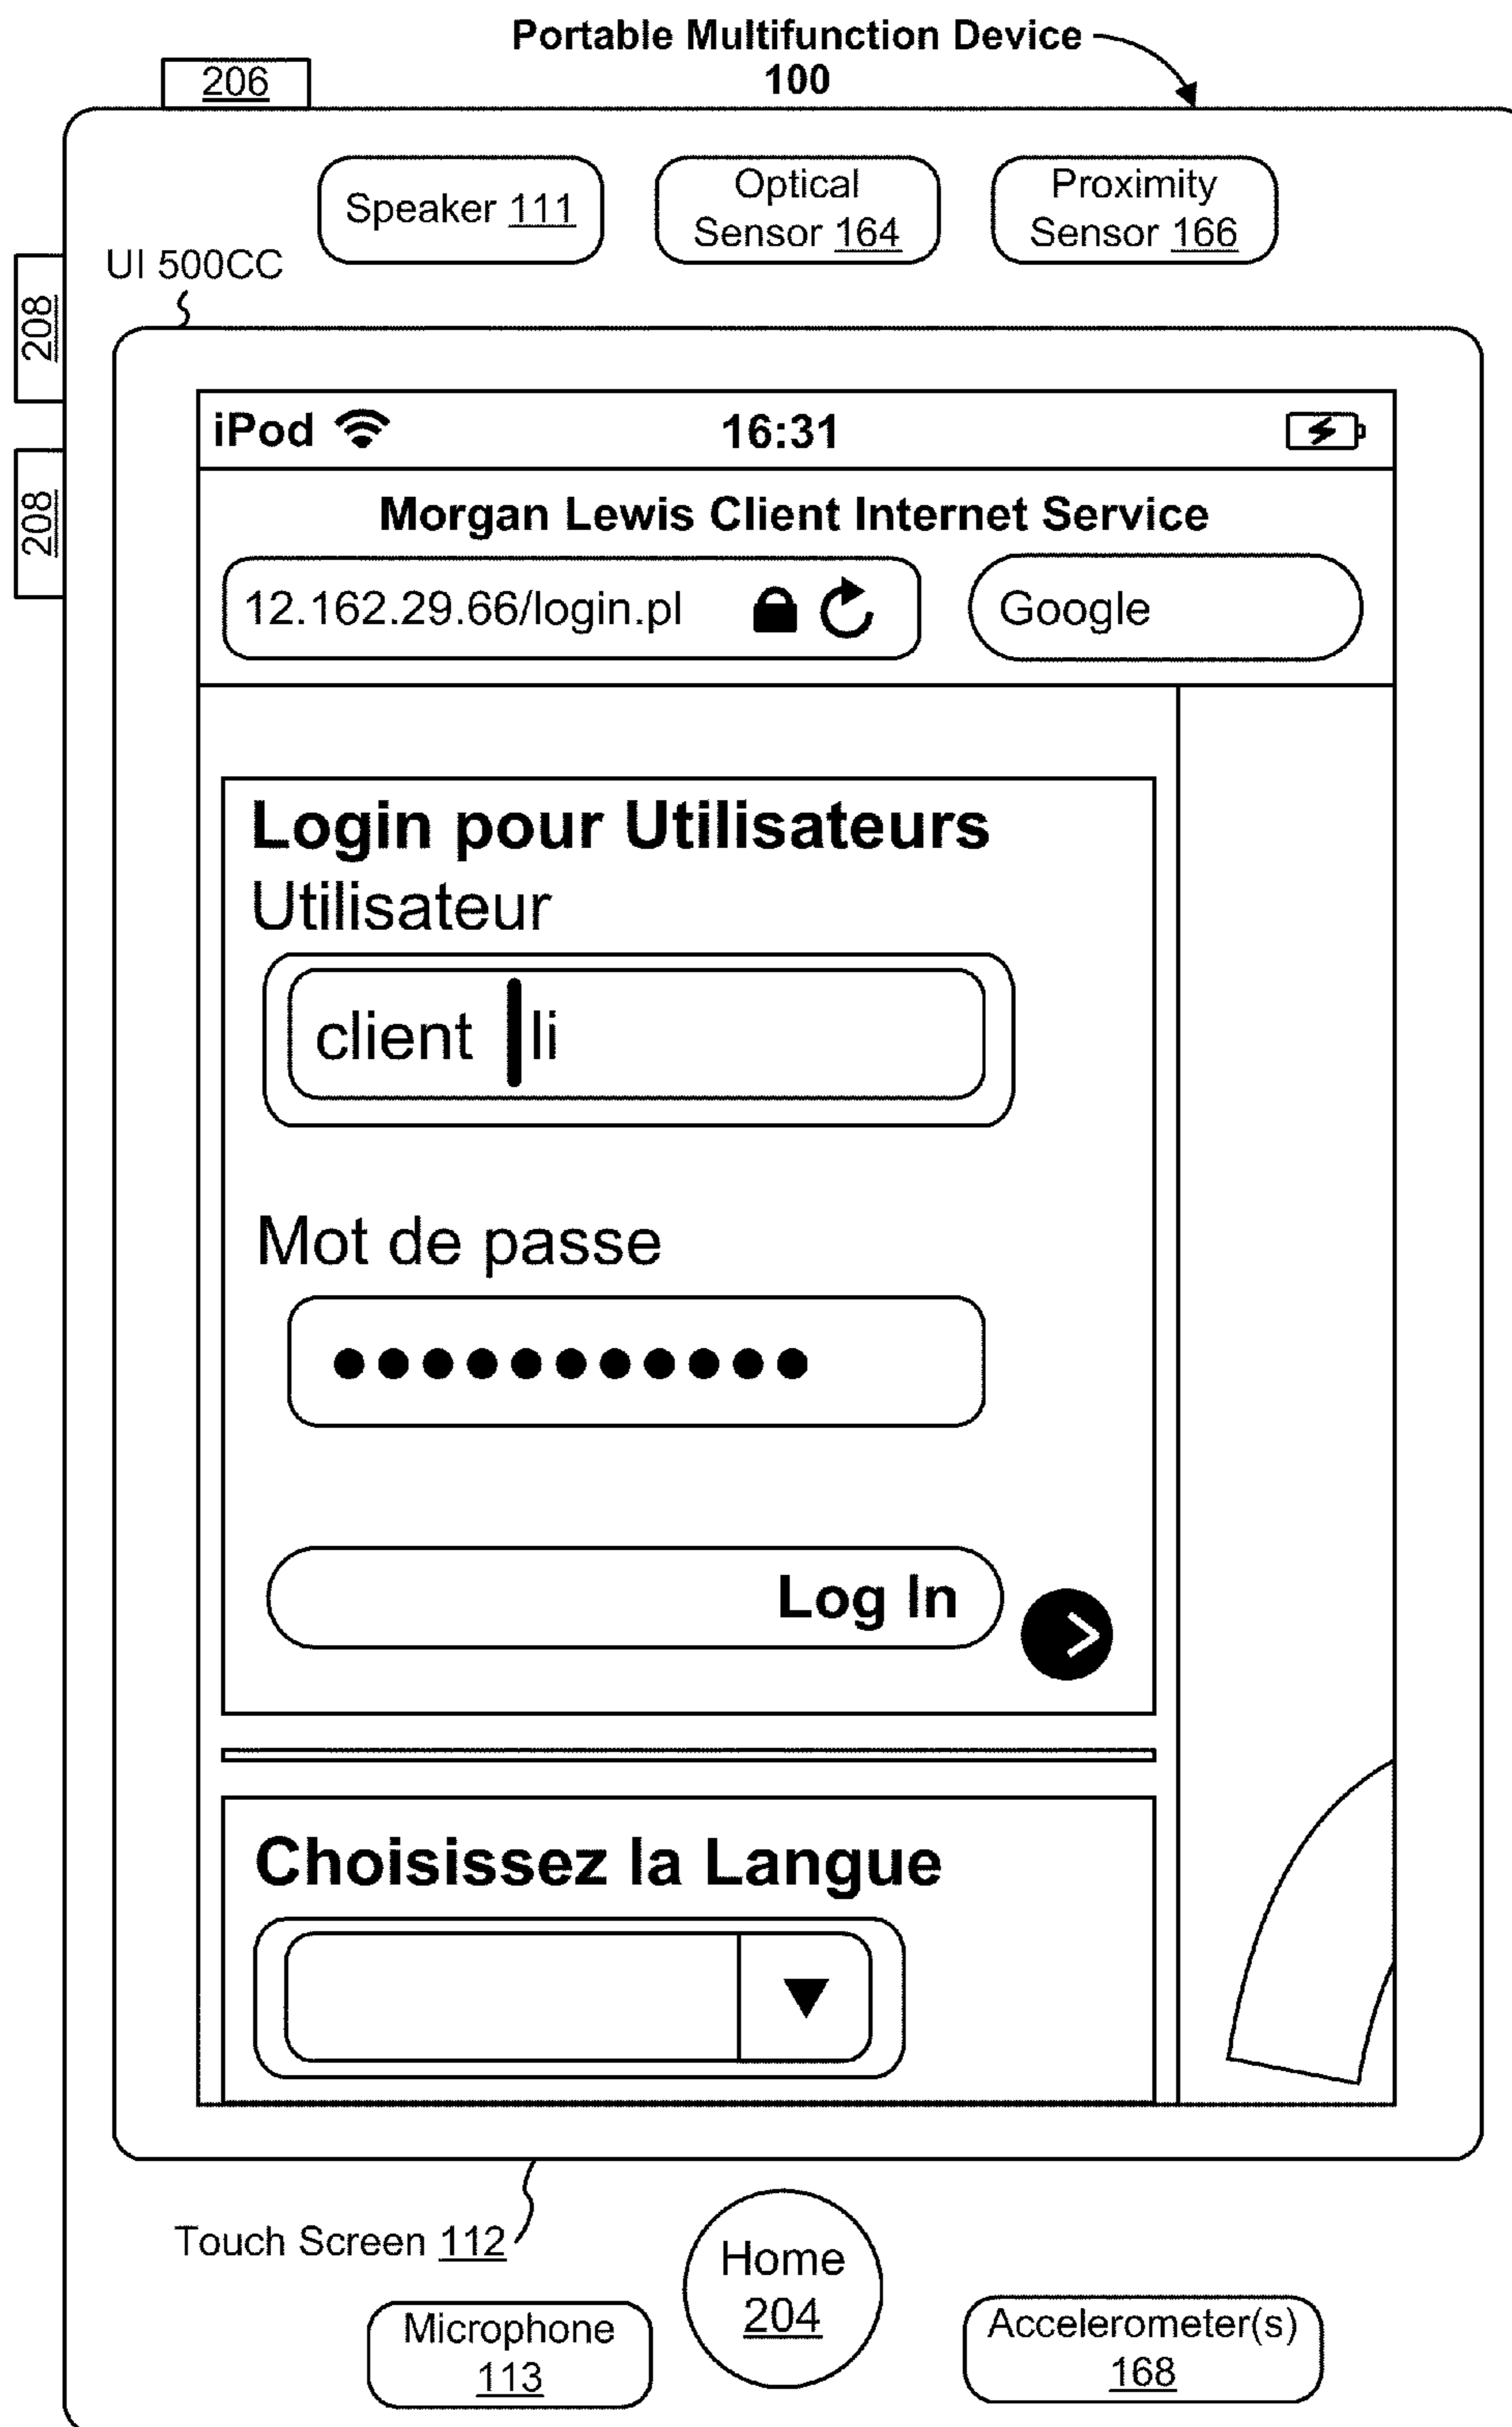 Portable Multifunction Device
100
206
Speaker 111
Optical
Sensor 164
Proximity
Sensor 166
UI 500CC
208
208
iPod
16:31
Morgan Lewis Client Internet Service
12.162.29.66/login.pl
Google
Login pour Utilisateurs
Utilisateur
client li
Mot de passe
Log In
Choisissez la Langue
Touch Screen 112
Home
204
Microphone
113
Accelerometer(s)
168